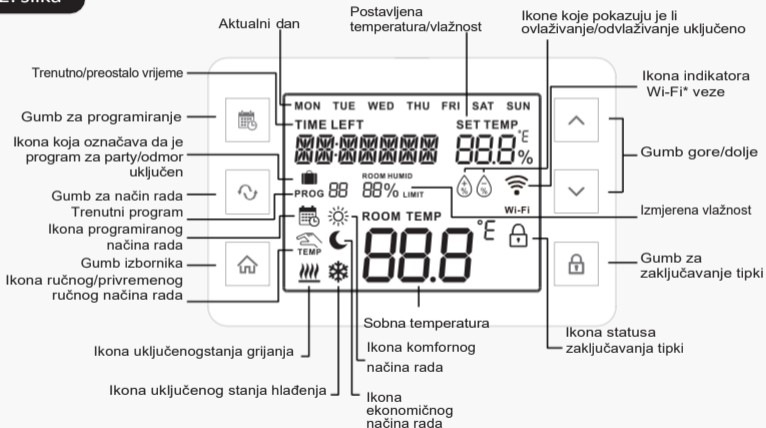 2. slika
Aktualni dan
Postavljena
temperatura/vlažnost
Ikone koje pokazuju je li
ovlaživanje/odvlaživanje uključeno
Trenutno/preostalo vrijeme
Gumb za programiranje
Ikona koja označava da je
program za party/odmor
uključen
Gumb za način rada
Trenutni program
Ikona programiranog
načina rada
Gumb izbornika
Ikona ručnog/privremenog
ručnog načina rada
MON TUE WED THU FRI SAT SUN
TIME LEFT
SET TEMP
88.8 %
ROOM HUMID
PROG 88
88% LIMIT
% %
Wi-Fi
ROOM TEMP
TEMP
88.8
Ikona indikatora
Wi-Fi* veze
Gumb gore/dolje
Izmjerena vlažnost
Gumb za
zaključavanje tipki
Sobna temperatura
Ikona statusa
zaključavanja tipki
Ikona uključenogstanja grijanja
Ikona komfornog
načina rada
Ikona uključenog stanja hlađenja
Ikona
ekonomičnog
načina rada